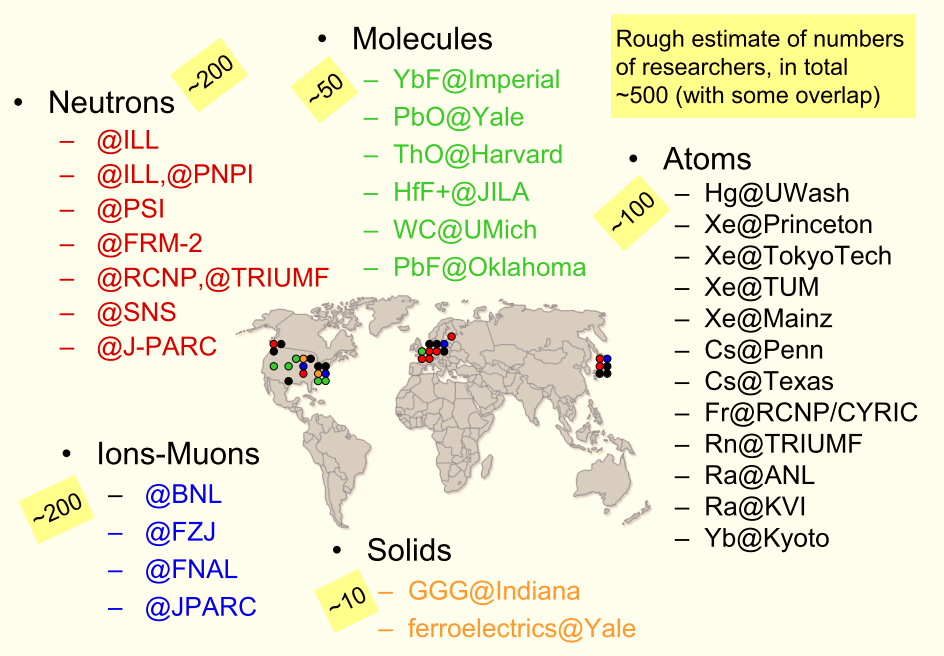 • Neutrons
~200
– @ILL
– @ILL,@PNPI
– @PSI
– @FRM-2
– @RCNP,@TRIUMF
– @SNS
– @J-PARC
• Molecules
~50
– YbF@Imperial
– PbO@Yale
– ThO@Harvard
– HfF+@JILA
– WC@UMich
– PbF@Oklahoma
Rough estimate of numbers
of researchers, in total
~500 (with some overlap)
• Atoms
~100
– Hg@UWash
– Xe@Princeton
– Xe@TokyoTech
– Xe@TUM
– Xe@Mainz
– Cs@Penn
– Cs@Texas
– Fr@RCNP/CYRIC
– Rn@TRIUMF
– Ra@ANL
– Ra@KVI
– Yb@Kyoto
• Ions-Muons
~200
– @BNL
– @FZJ
– @FNAL
– @JPARC
• Solids
~10
– GGG@Indiana
– ferroelectrics@Yale